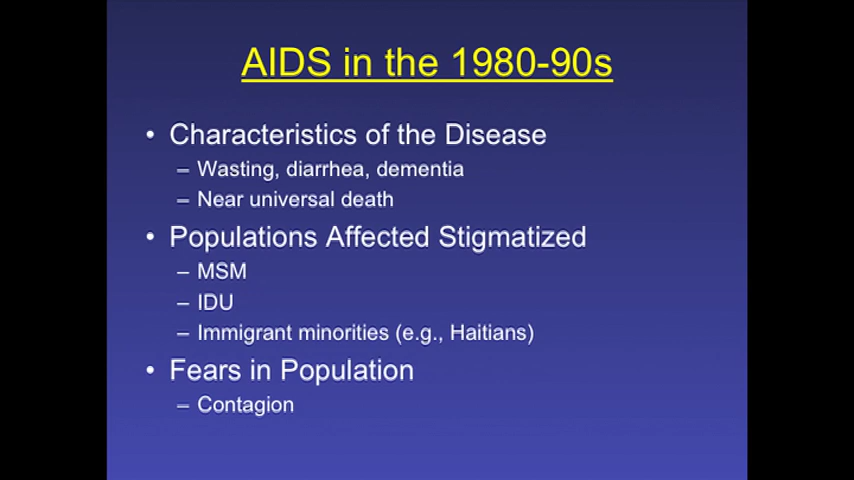 AIDS in the 1980-90s
• Characteristics of the Disease
– Wasting, diarrhea, dementia
– Near universal death
• Populations Affected Stigmatized
– MSM
– IDU
– Immigrant minorities (e.g., Haitians)
• Fears in Population
– Contagion